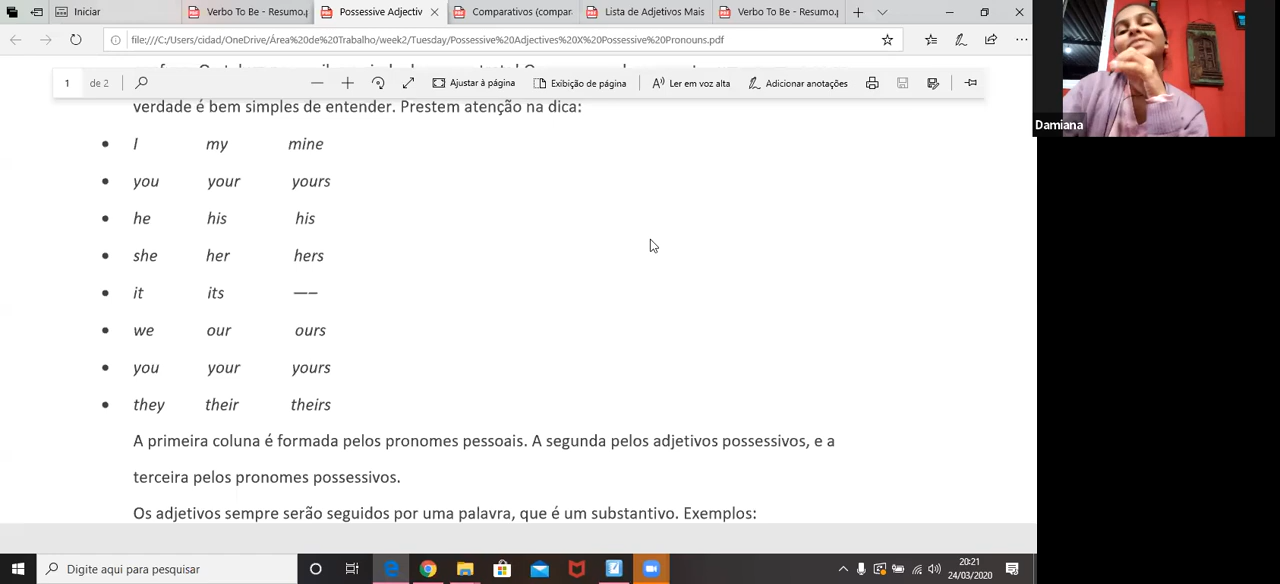 Iniciar
Verbo To Be - Resumo.p
Possessive Adjectiv
Comparativos (compar
Lista de Adjetivos Mais
Verbo To Be - Resumo.p
file:///C:/Users/cidad/OneDrive/Área%20de%20Trabalho/week2/Tuesday/Possessive%20Adjectives%20X%20Possessive%20Pronouns.pdf
1 de 2
Ajustar à página
Exibição de página
Ler em voz alta
Adicionar anotações
verdade é bem simples de entender. Prestem atenção na dica:
• I my mine
• you your yours
• he his his
• she her hers
• it its —–
• we our ours
• you your yours
• they their theirs
A primeira coluna é formada pelos pronomes pessoais. A segunda pelos adjetivos possessivos, e a
terceira pelos pronomes possessivos.
Os adjetivos sempre serão seguidos por uma palavra, que é um substantivo. Exemplos:
Damiana
Digite aqui para pesquisar
20:21
24/03/2020